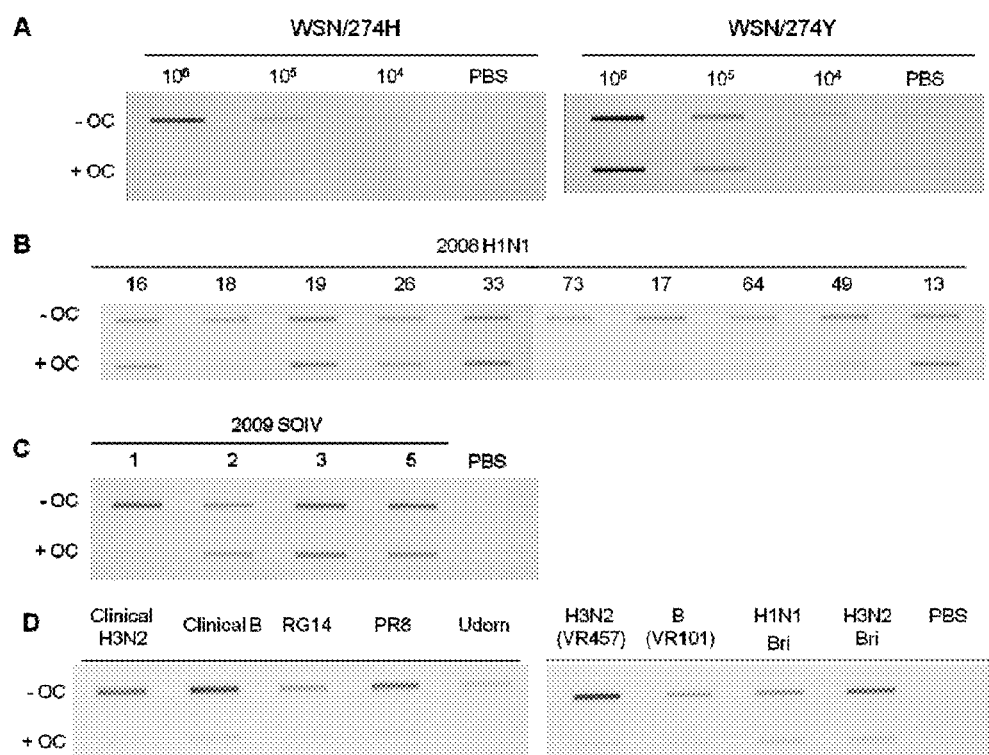 A WSN/274H WSN/274Y
10⁶ 10⁵ 10⁴ PBS 10⁶ 10⁵ 10⁴ PBS
- OC
+ OC
B 2008 H1N1
16 18 19 26 33 73 17 64 49 13
- OC
+ OC
2009 SOIV
C 1 2 3 5 PBS
- OC
+ OC
D Clinical H3N2 Clinical B RG14 PR8 Udorn H3N2 (VR457) B (VR101) H1N1 Bri H3N2 Bri PBS
- OC - OC
+ OC + OC